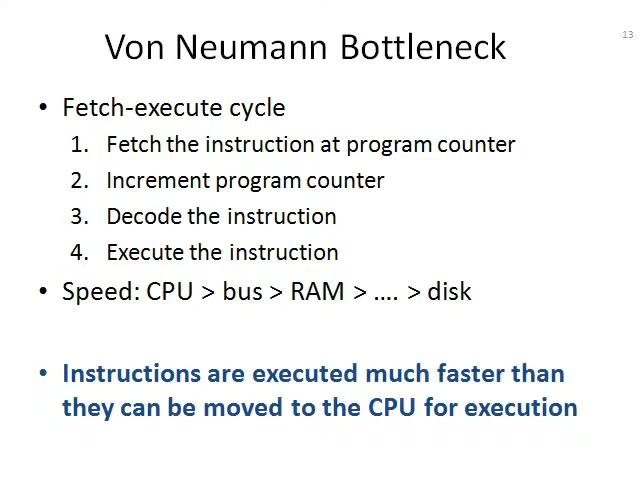 Von Neumann Bottleneck
13
• Fetch-execute cycle
1. Fetch the instruction at program counter
2. Increment program counter
3. Decode the instruction
4. Execute the instruction
• Speed: CPU > bus > RAM > .... > disk
• Instructions are executed much faster than
they can be moved to the CPU for execution